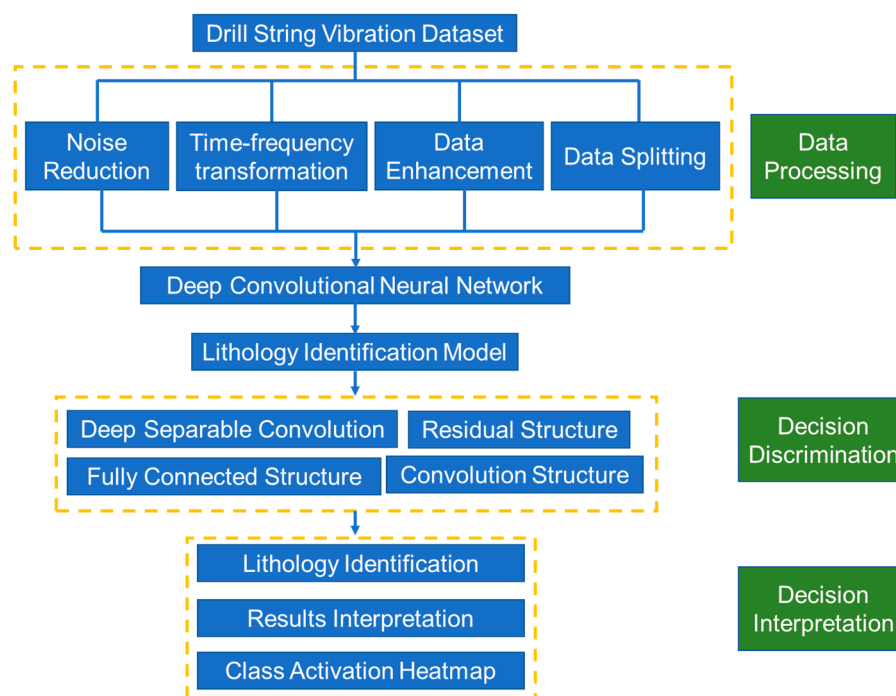 Drill String Vibration Dataset
Noise
Reduction
Time-frequency
transformation
Data
Enhancement
Data Splitting
Data
Processing
Deep Convolutional Neural Network
Lithology Identification Model
Deep Separable Convolution
Residual Structure
Fully Connected Structure
Convolution Structure
Decision
Discrimination
Lithology Identification
Results Interpretation
Class Activation Heatmap
Decision
Interpretation